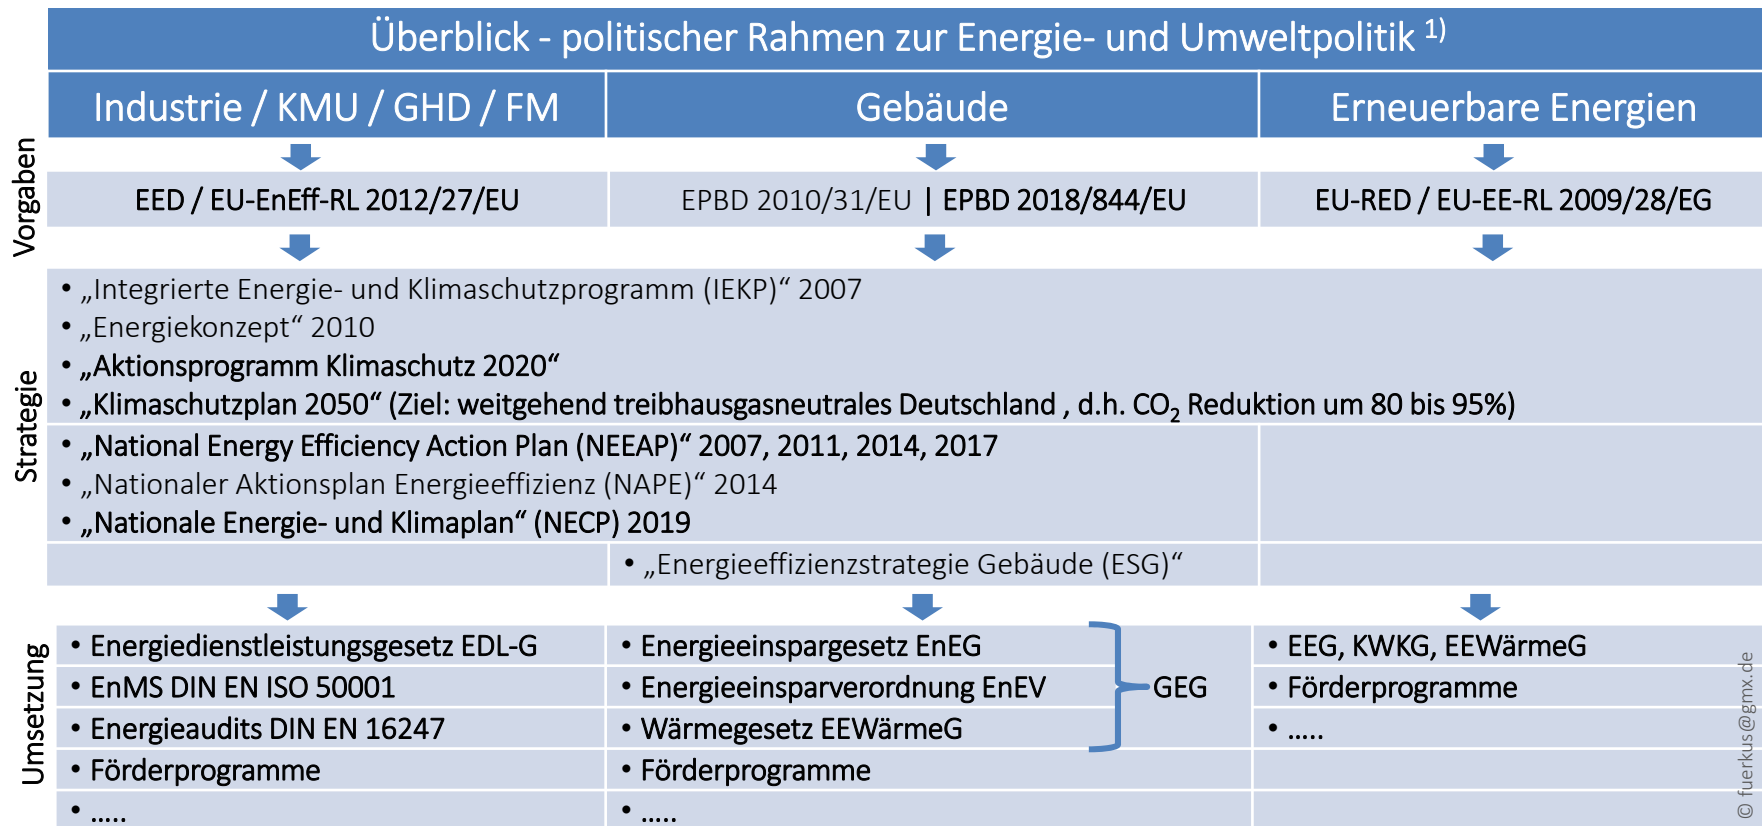 Überblick - politischer Rahmen zur Energie- und Umweltpolitik 1)
Industrie / KMU / GHD / FM
Gebäude
Erneuerbare Energien
Vorgaben
EED / EU-EnEff-RL 2012/27/EU
EPBD 2010/31/EU | EPBD 2018/844/EU
EU-RED / EU-EE-RL 2009/28/EG
Strategie
• „Integrierte Energie- und Klimaschutzprogramm (IEKP)“ 2007
• „Energiekonzept“ 2010
• „Aktionsprogramm Klimaschutz 2020“
• „Klimaschutzplan 2050“ (Ziel: weitgehend treibhausgasneutrales Deutschland , d.h. CO2 Reduktion um 80 bis 95%)
• „National Energy Efficiency Action Plan (NEEAP)“ 2007, 2011, 2014, 2017
• „Nationaler Aktionsplan Energieeffizienz (NAPE)“ 2014
• „Nationale Energie- und Klimaplan“ (NECP) 2019
• „Energieeffizienzstrategie Gebäude (ESG)“
Umsetzung
• Energiedienstleistungsgesetz EDL-G
• EnMS DIN EN ISO 50001
• Energieaudits DIN EN 16247
• Förderprogramme
• .....
• Energieeinspargesetz EnEG
• Energieeinsparverordnung EnEV
• Wärmegesetz EEWärmeG
• Förderprogramme
• .....
GEG
• EEG, KWKG, EEWärmeG
• Förderprogramme
• .....
© fuerkus@gmx.de